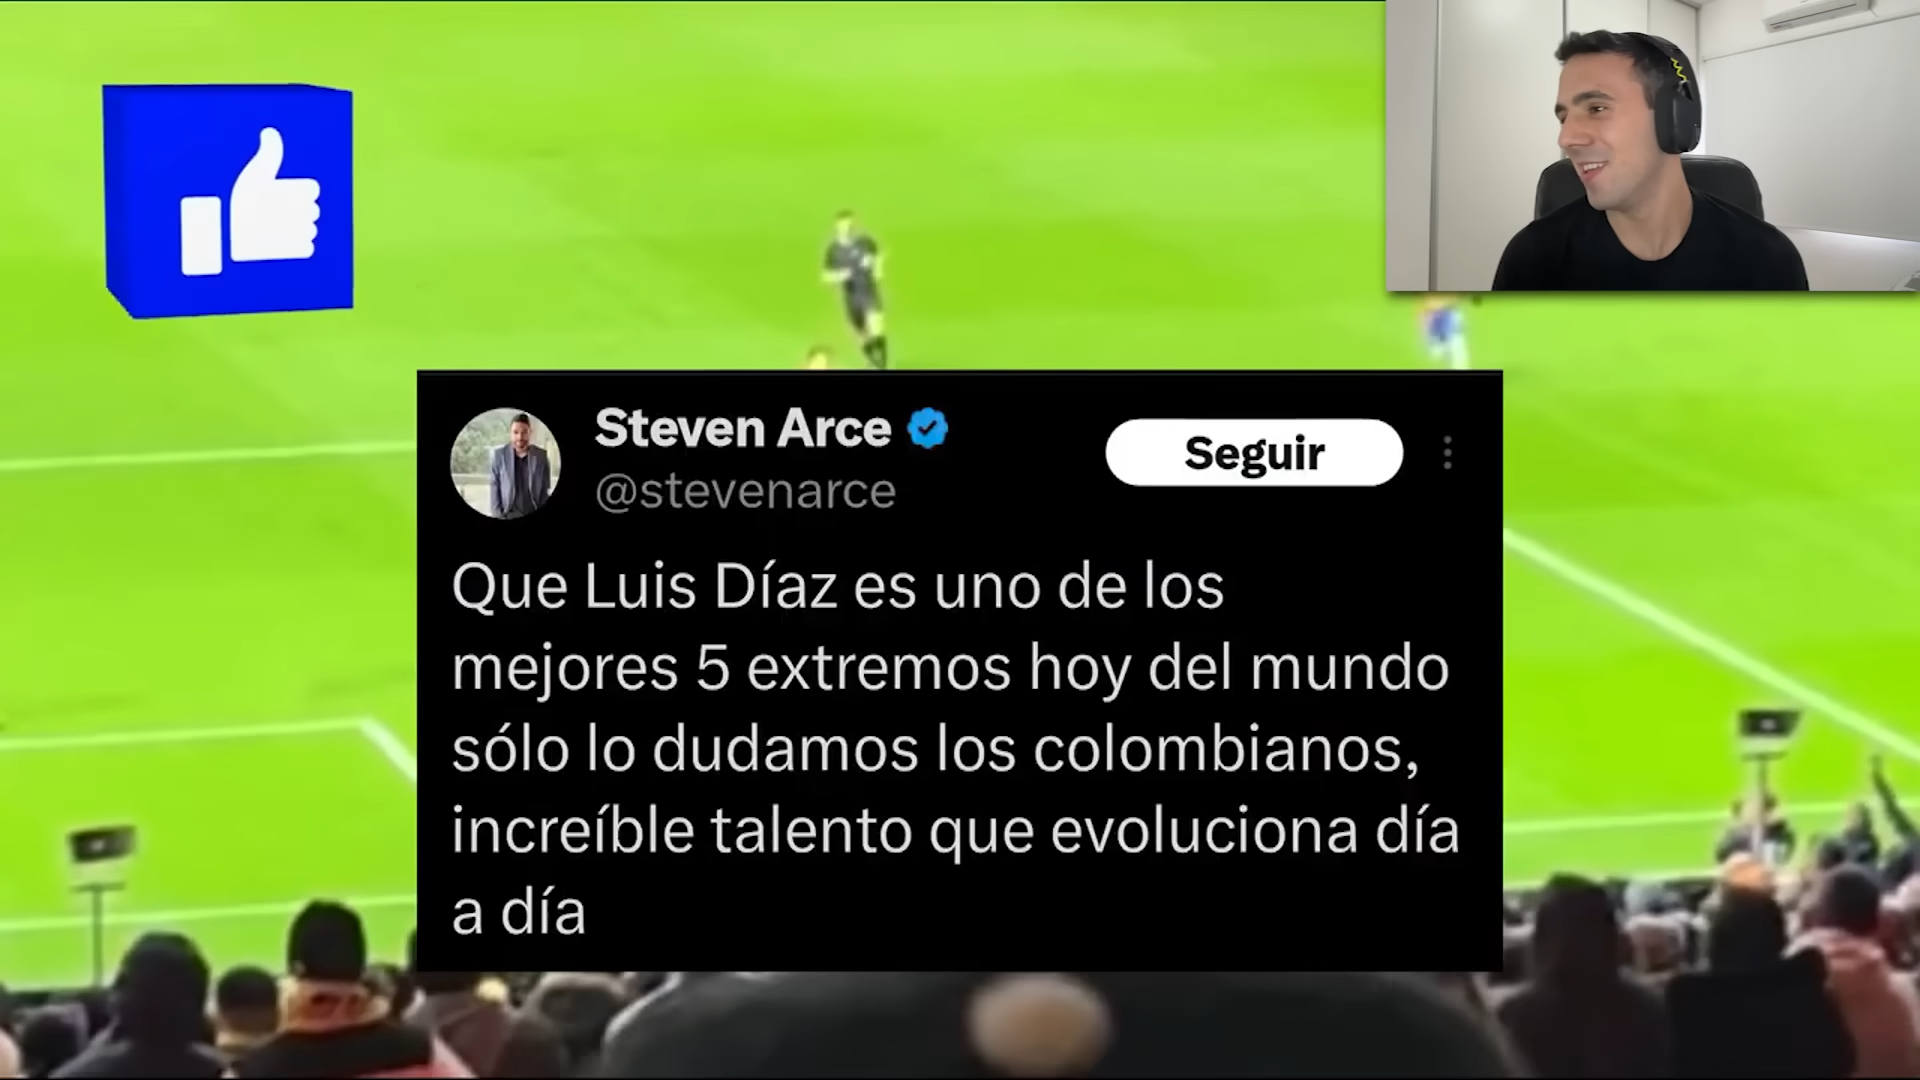 Steven Arce
@stevenarce
Seguir
Que Luis Díaz es uno de los
mejores 5 extremos hoy del mundo
sólo lo dudamos los colombianos,
increíble talento que evoluciona día
a día